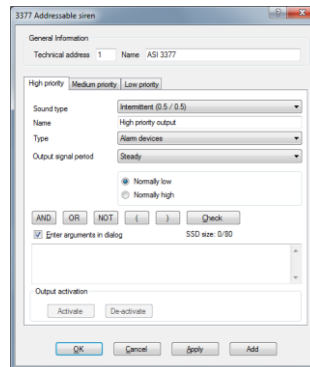 3377 Addressable siren
General Information
Technical address 1 Name ASI 3377
High priority Medium priority Low priority
Sound type Intermittent (0.5 / 0.5)
Name High priority output
Type Alarm devices
Output signal period Steady
Normally low
Normally high
AND OR NOT ( ) Check
Enter arguments in dialog SSD size: 0/80
Output activation
Activate De-activate
OK Cancel Apply Add